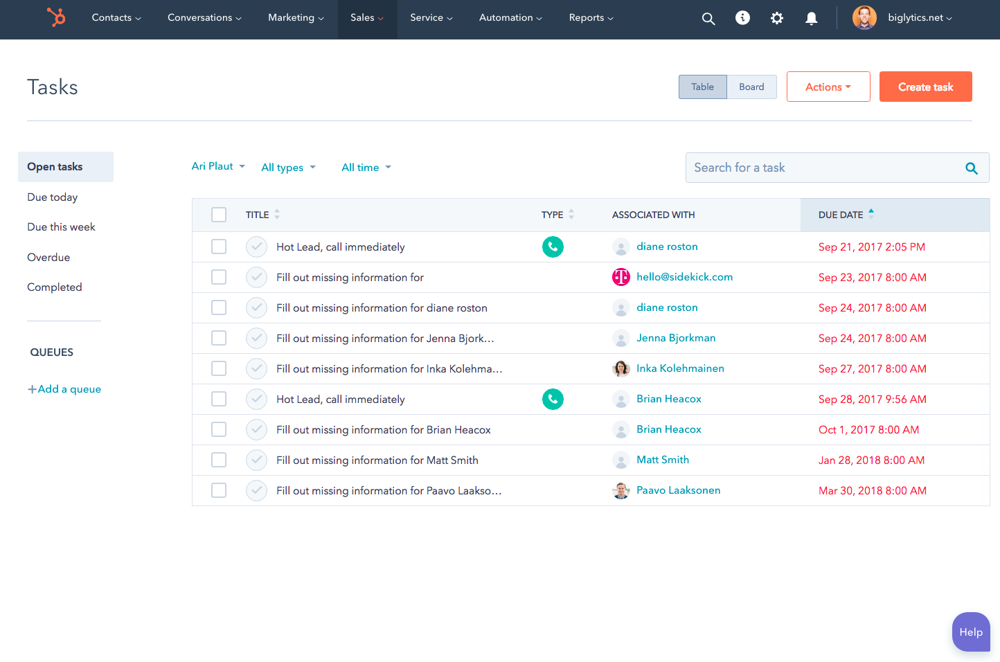 Contacts Conversations Marketing Sales Service Automation Reports biglytics.net
Tasks
Table Board Actions Create task
Open tasks
Due today
Due this week
Overdue
Completed
QUEUES
+Add a queue
Ari Plaut All types All time Search for a task
TITLE TYPE ASSOCIATED WITH DUE DATE
Hot Lead, call immediately diane roston Sep 21, 2017 2:05 PM
Fill out missing information for hello@sidekick.com Sep 23, 2017 8:00 AM
Fill out missing information for diane roston diane roston Sep 24, 2017 8:00 AM
Fill out missing information for Jenna Bjork... Jenna Bjorkman Sep 24, 2017 8:00 AM
Fill out missing information for Inka Kolehma... Inka Kolehmainen Sep 27, 2017 8:00 AM
Hot Lead, call immediately Brian Heacox Sep 28, 2017 9:56 AM
Fill out missing information for Brian Heacox Brian Heacox Oct 1, 2017 8:00 AM
Fill out missing information for Matt Smith Matt Smith Jan 28, 2018 8:00 AM
Fill out missing information for Paavo Laakso... Paavo Laaksonen Mar 30, 2018 8:00 AM
Help